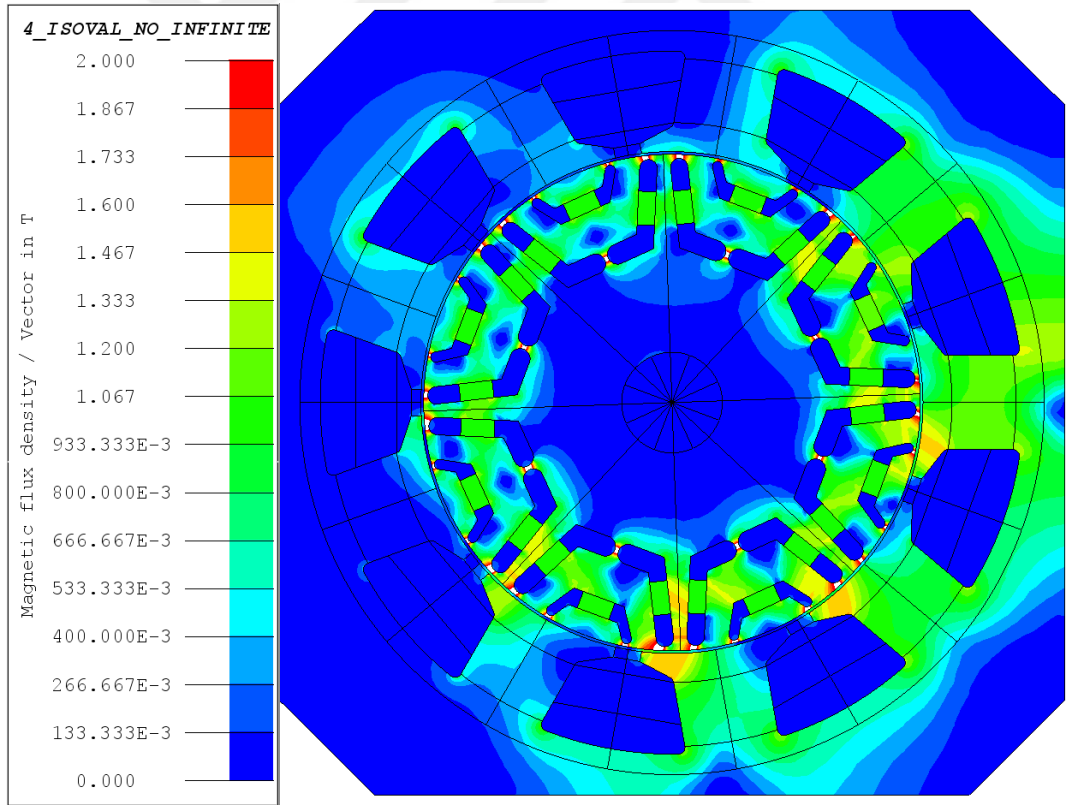 4_ISOVAL_NO_INFINITE
2.000
1.867
1.733
1.600
1.467
1.333
1.200
1.067
933.333E-3
800.000E-3
666.667E-3
533.333E-3
400.000E-3
266.667E-3
133.333E-3
0.000
Magnetic flux density / Vector in T